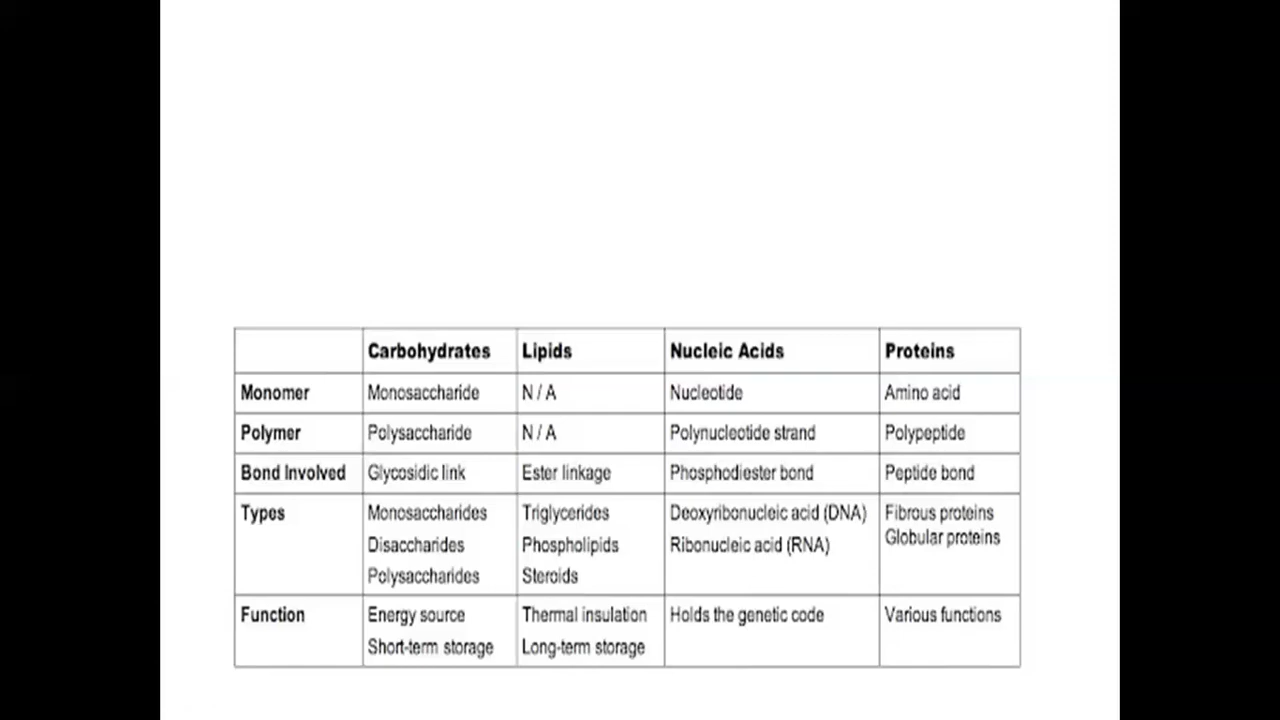 Carbohydrates Lipids Nucleic Acids Proteins
Monomer Monosaccharide N / A Nucleotide Amino acid
Polymer Polysaccharide N / A Polynucleotide strand Polypeptide
Bond Involved Glycosidic link Ester linkage Phosphodiester bond Peptide bond
Types Monosaccharides Triglycerides Deoxyribonucleic acid (DNA) Fibrous proteins
Disaccharides Phospholipids Ribonucleic acid (RNA) Globular proteins
Polysaccharides Steroids
Function Energy source Thermal insulation Holds the genetic code Various functions
Short-term storage Long-term storage